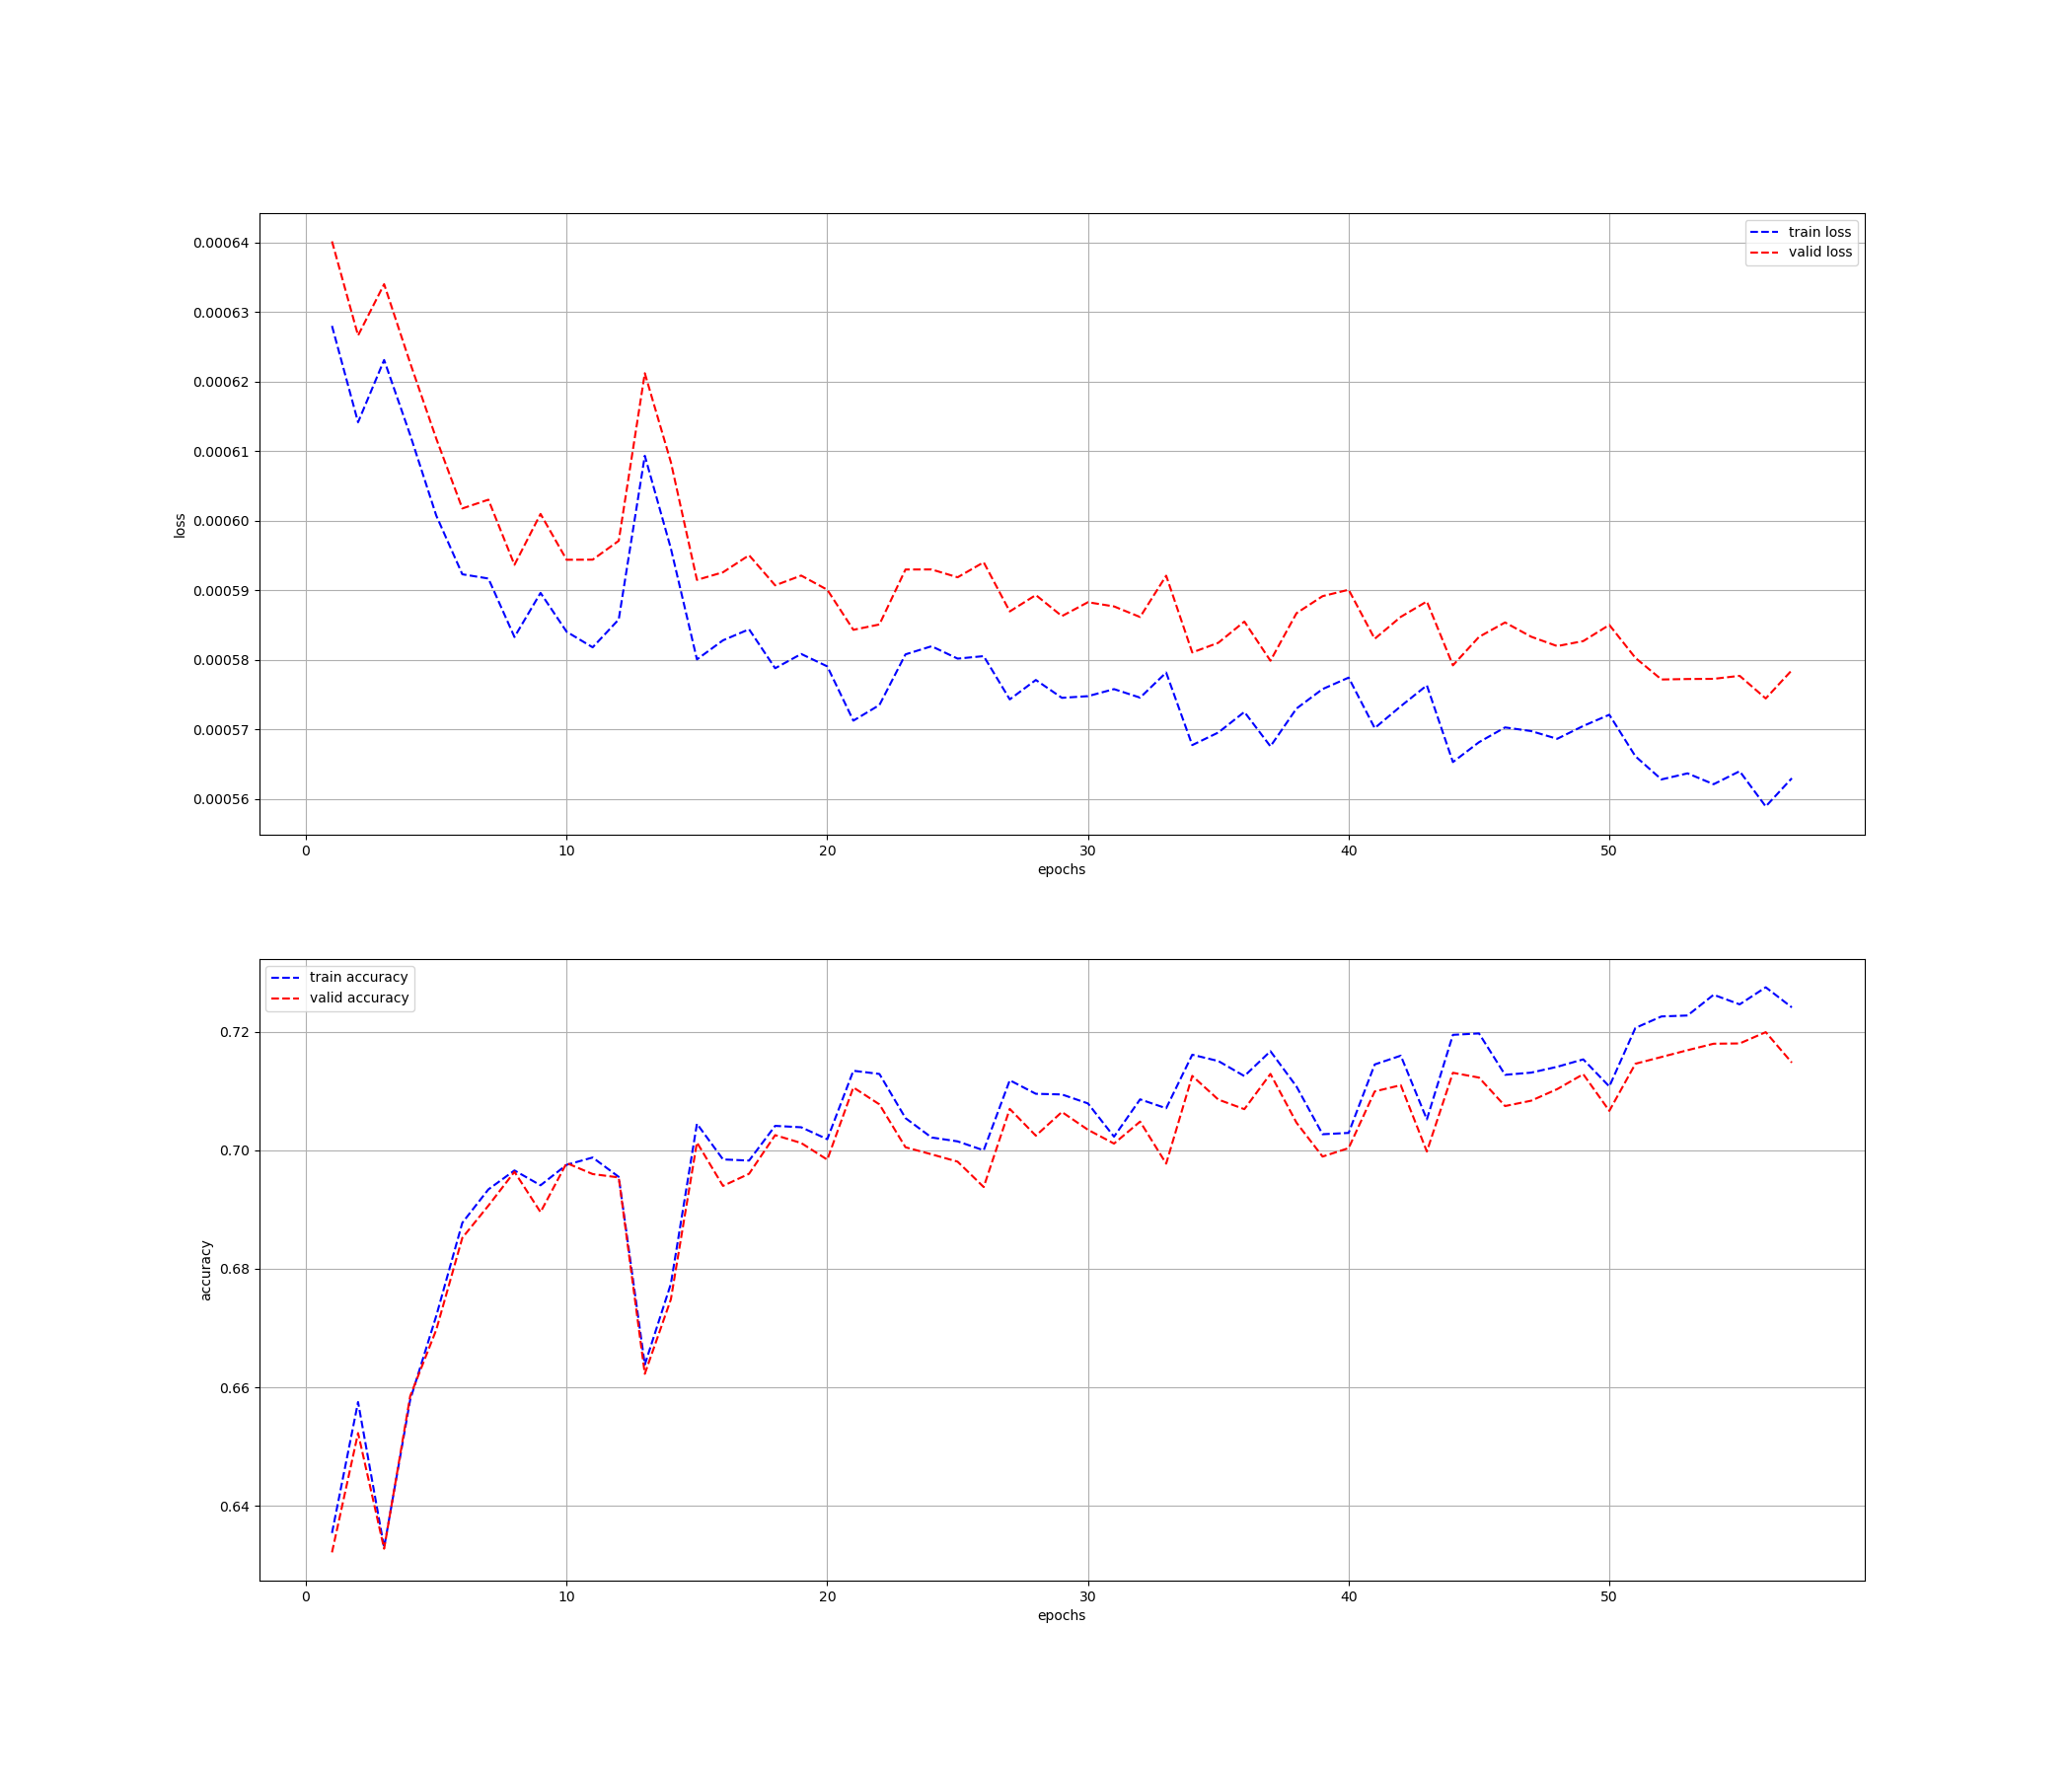 train loss
valid loss
0.00064
0.00063
0.00062
0.00061
0.00060
0.00059
0.00058
0.00057
0.00056
loss
0 10 20 30 40 50
epochs
train accuracy
valid accuracy
0.72
0.70
0.68
0.66
0.64
accuracy
0 10 20 30 40 50
epochs